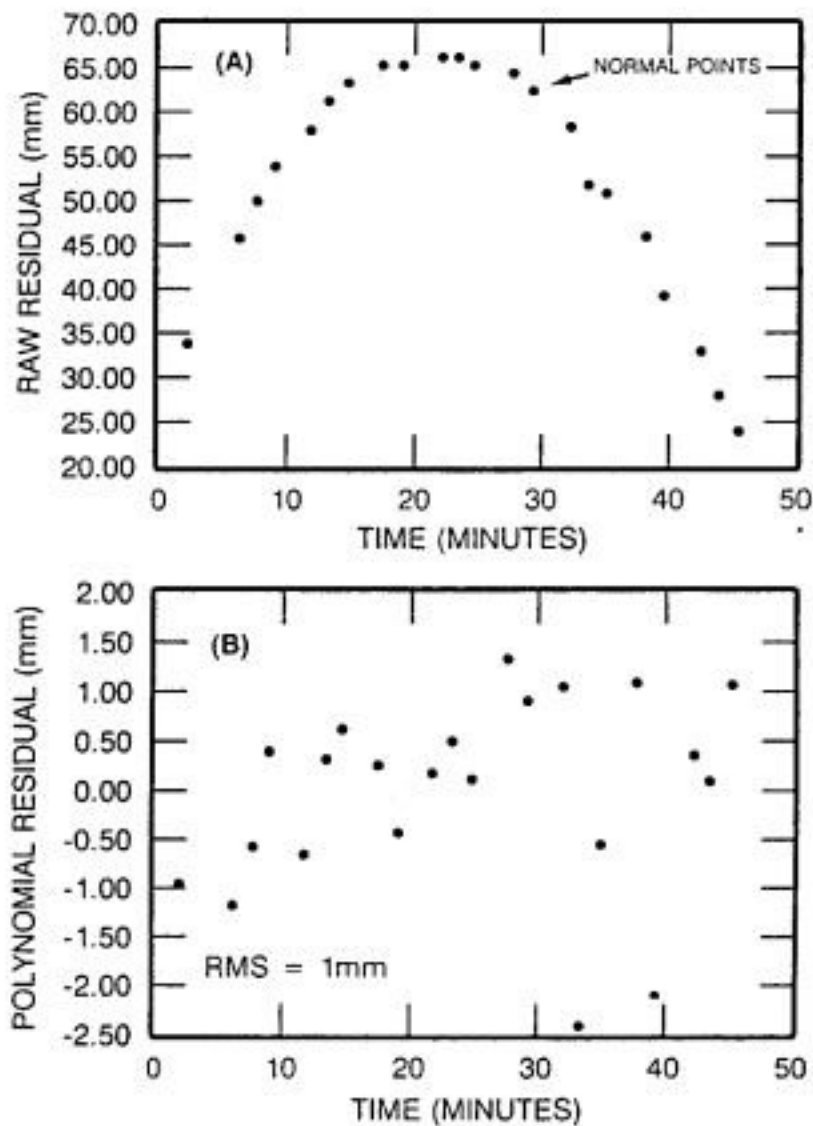 70.00
65.00
60.00
55.00
50.00
45.00
40.00
35.00
30.00
25.00
20.00
RAW RESIDUAL (mm)
(A)
NORMAL POINTS
0 10 20 30 40 50
TIME (MINUTES)
2.00
1.50
1.00
0.50
0.00
-0.50
-1.00
-1.50
-2.00
-2.50
POLYNOMIAL RESIDUAL (mm)
(B)
RMS = 1mm
0 10 20 30 40 50
TIME (MINUTES)